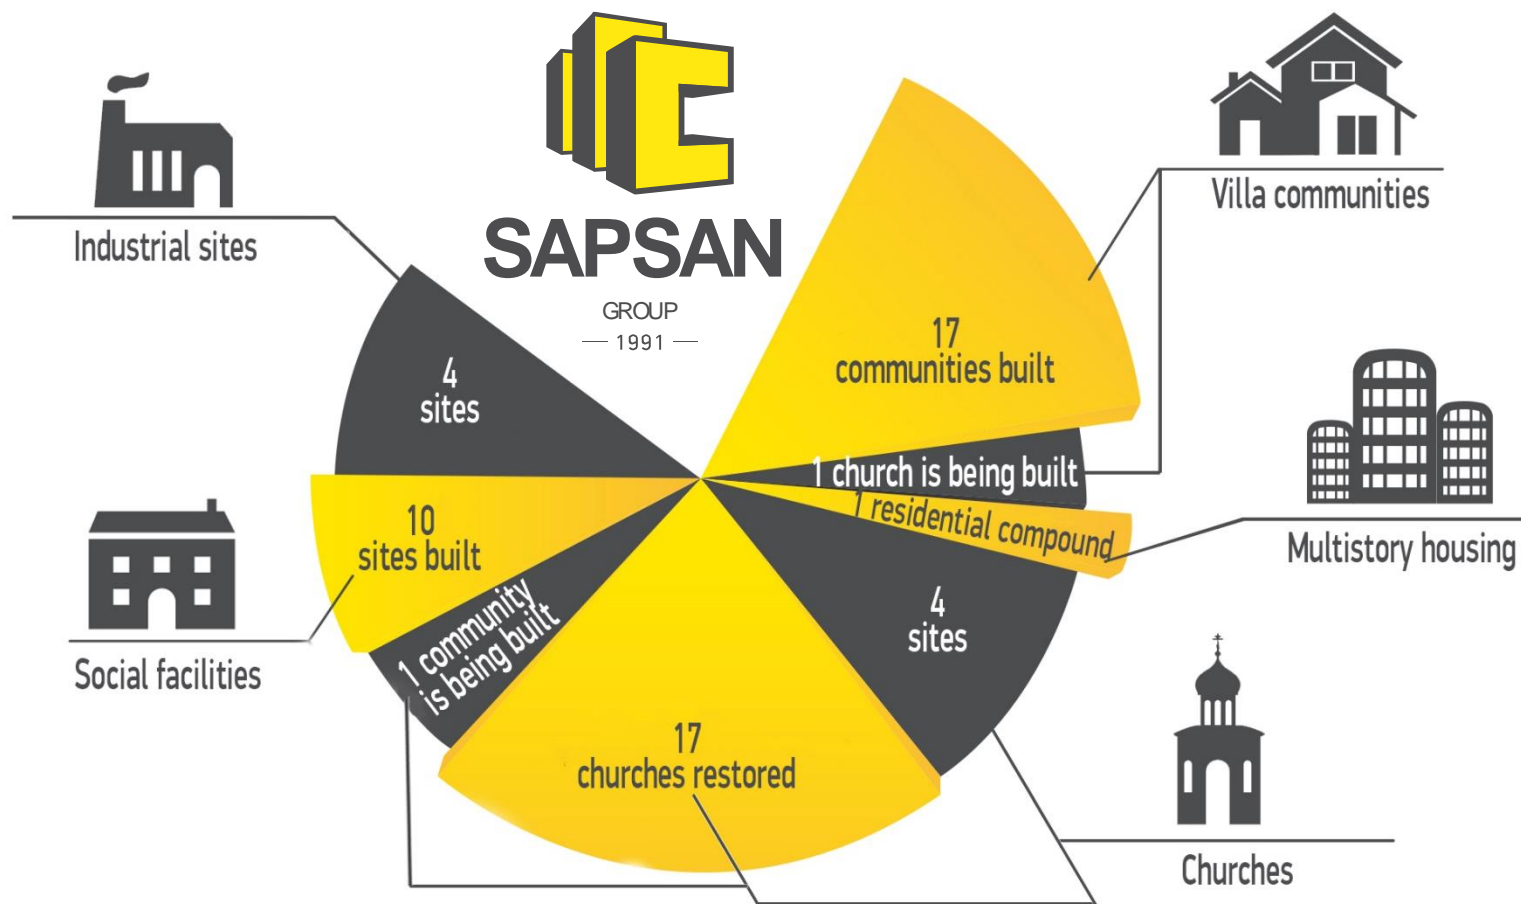 SAPSAN
GROUP
1991
Industrial sites
Villa communities
17
communities built
4
sites
1 church is being built
1 residential compound
Multistory housing
10
sites built
4
sites
1 community
is being built
Social facilities
17
churches restored
Churches